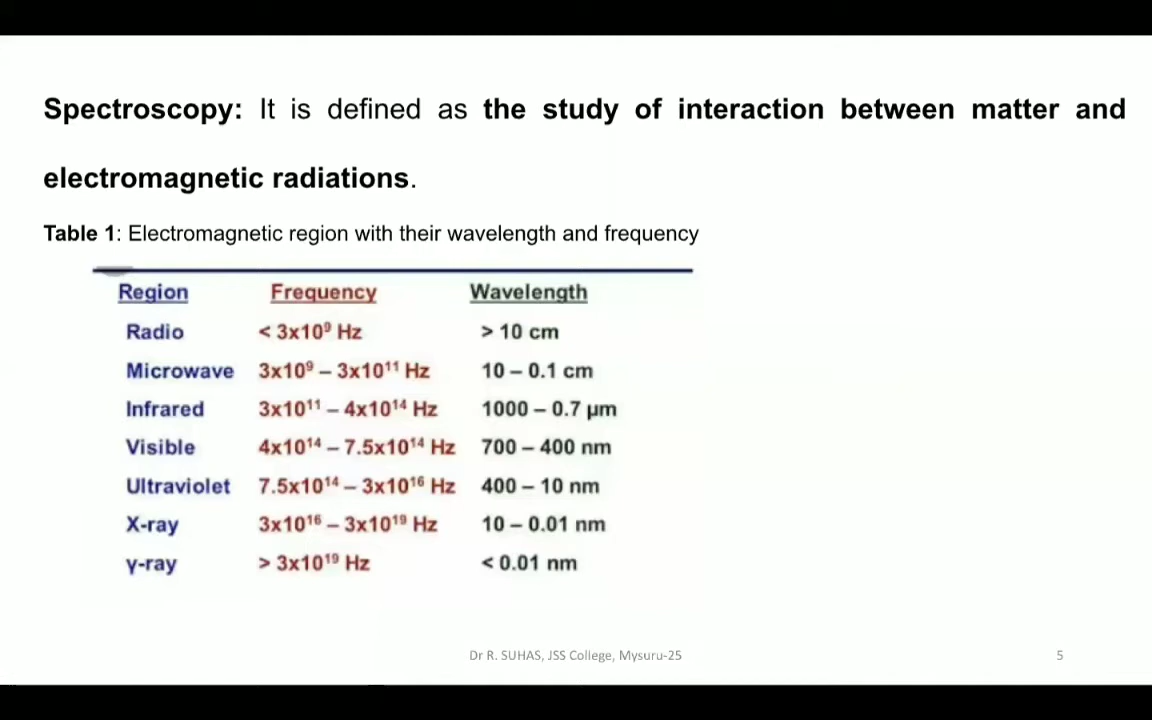 Spectroscopy: It is defined as the study of interaction between matter and
electromagnetic radiations.
Table 1: Electromagnetic region with their wavelength and frequency
Region Frequency Wavelength
Radio < 3x10⁹ Hz > 10 cm
Microwave 3x10⁹ – 3x10¹¹ Hz 10 – 0.1 cm
Infrared 3x10¹¹ – 4x10¹⁴ Hz 1000 – 0.7 µm
Visible 4x10¹⁴ – 7.5x10¹⁴ Hz 700 – 400 nm
Ultraviolet 7.5x10¹⁴ – 3x10¹⁶ Hz 400 – 10 nm
X-ray 3x10¹⁶ – 3x10¹⁹ Hz 10 – 0.01 nm
γ-ray > 3x10¹⁹ Hz < 0.01 nm
Dr R. SUHAS, JSS College, Mysuru-25 5